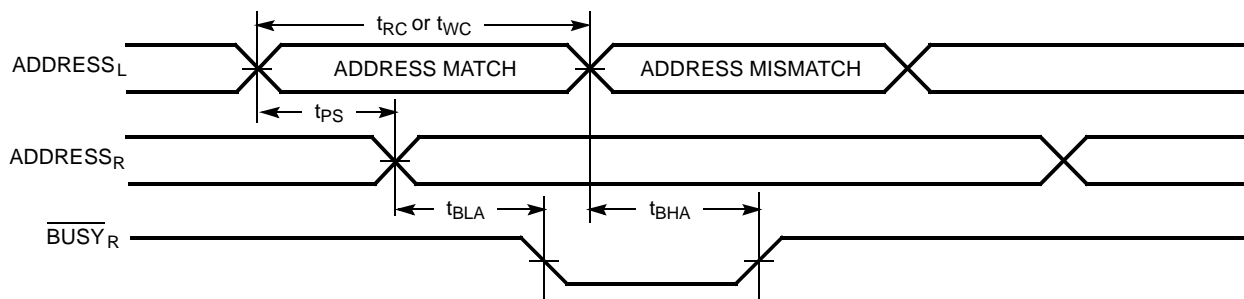 tRC or tWC
ADDRESSL
ADDRESS MATCH
ADDRESS MISMATCH
tPS
ADDRESSR
tBLA
tBHA
BUSYR